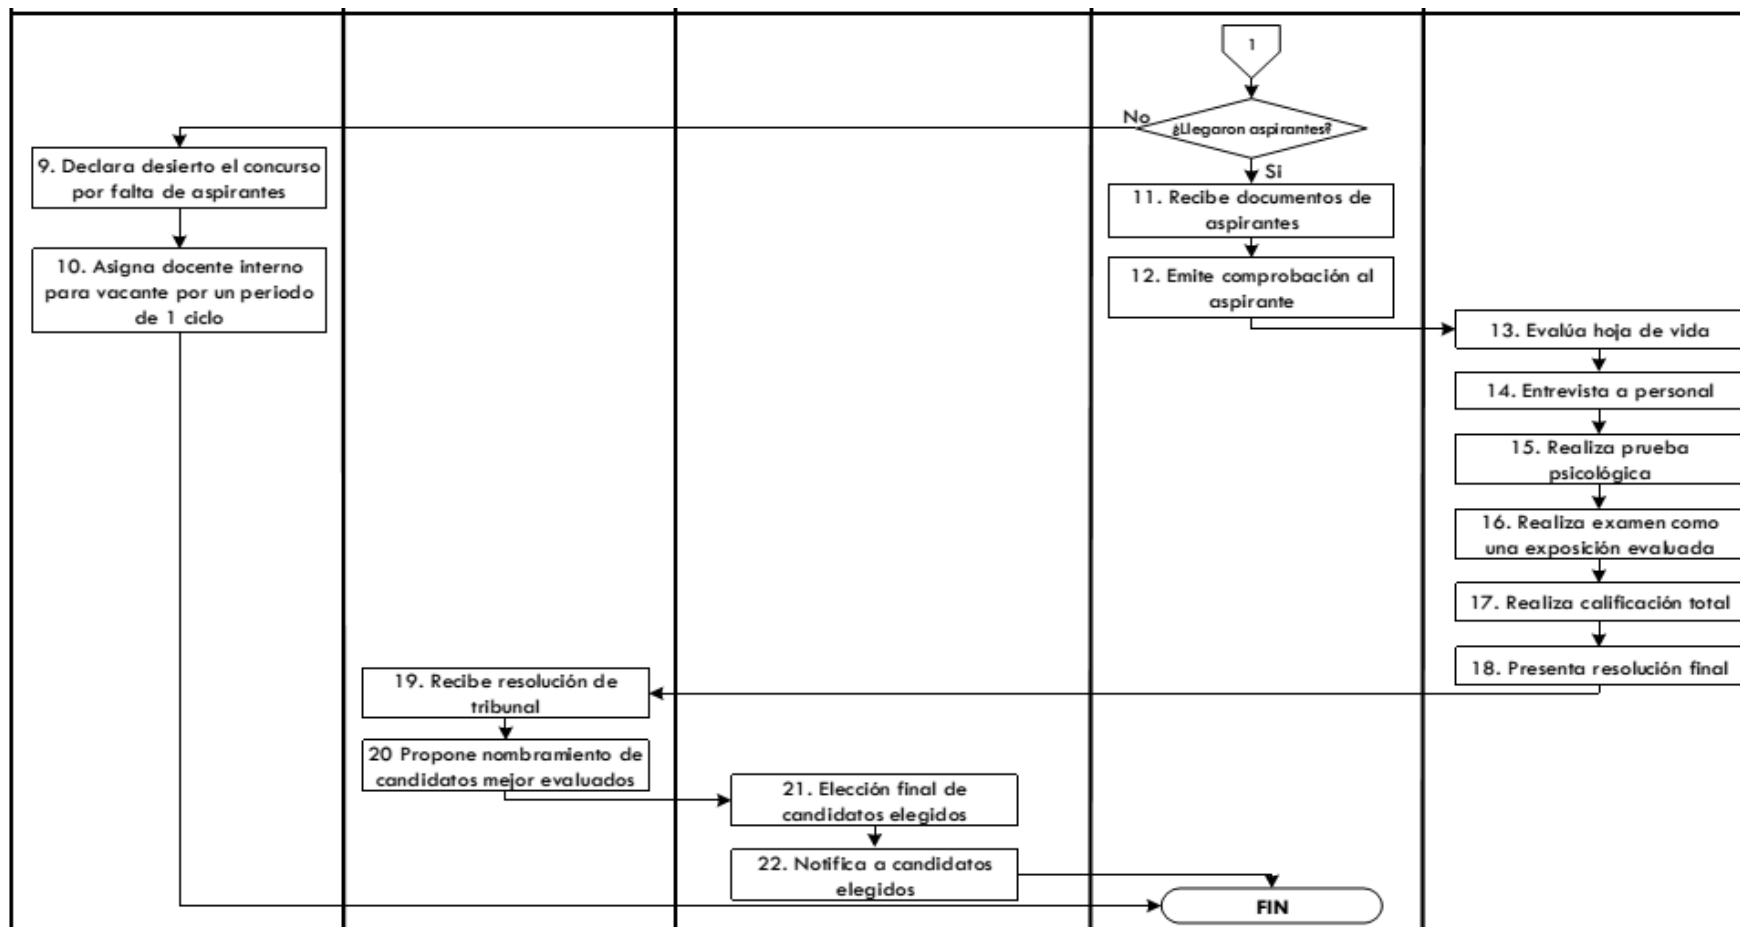 1
¿Llegaron aspirantes?
No
Si
9. Declara desierto el concurso
por falta de aspirantes
10. Asigna docente interno
para vacante por un periodo
de 1 ciclo
11. Recibe documentos de
aspirantes
12. Emite comprobación al
aspirante
13. Evalúa hoja de vida
14. Entrevista a personal
15. Realiza prueba
psicológica
16. Realiza examen como
una exposición evaluada
17. Realiza calificación total
18. Presenta resolución final
19. Recibe resolución de
tribunal
20 Propone nombramiento de
candidatos mejor evaluados
21. Elección final de
candidatos elegidos
22. Notifica a candidatos
elegidos
FIN